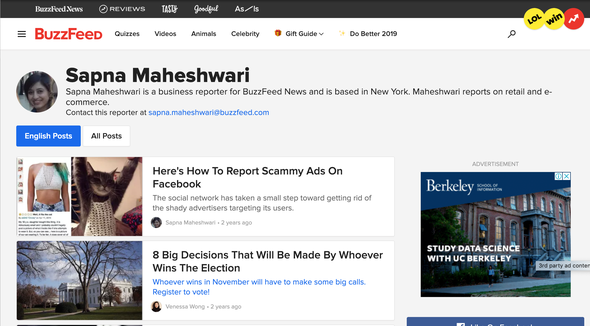 BuzzFeed News
REVIEWS
TASTY
Goodful
As/Is
BuzzFeed
Quizzes
Videos
Animals
Celebrity
Gift Guide
Do Better 2019
LOL
win
Sapna Maheshwari
Sapna Maheshwari is a business reporter for BuzzFeed News and is based in New York. Maheshwari reports on retail and e-
commerce.
Contact this reporter at sapna.maheshwari@buzzfeed.com
English Posts
All Posts
Here's How To Report Scammy Ads On
Facebook
The social network has taken a small step toward getting rid of
the shady advertisers targeting its users.
Sapna Maheshwari • 2 years ago
8 Big Decisions That Will Be Made By Whoever
Wins The Election
Whoever wins in November will have to make some big calls.
Register to vote!
Venessa Wong • 2 years ago
ADVERTISEMENT
Berkeley SCHOOL OF
INFORMATION
STUDY DATA SCIENCE
WITH UC BERKELEY
3rd party ad content